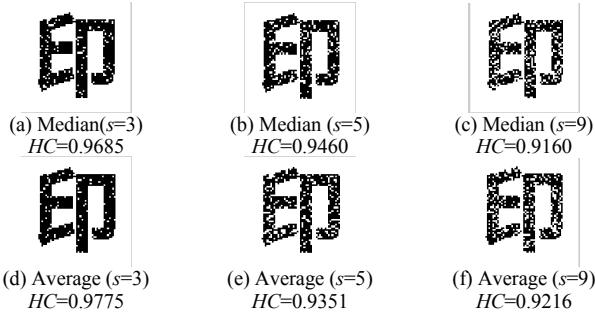 印 印 印
(a) Median(s=3) (b) Median (s=5) (c) Median (s=9)
HC=0.9685 HC=0.9460 HC=0.9160
印 印 印
(d) Average (s=3) (e) Average (s=5) (f) Average (s=9)
HC=0.9775 HC=0.9351 HC=0.9216